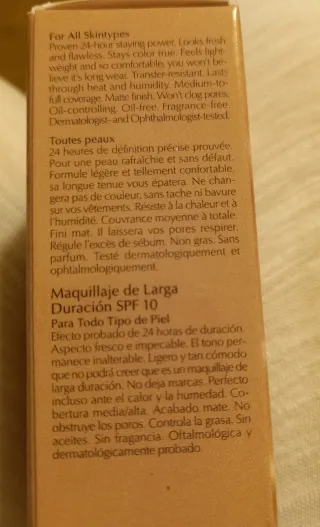 For All Skintypes
Proven 24-hour staying power. Looks fresh
and flawless. Stays color true. Feels light-
weight and so comfortable, you won't be-
lieve it's long wear. Transfer-resistant. Lasts
through heat and humidity. Medium-to-
full coverage. Matte finish. Won't clog pores.
Oil-controlling. Oil-free. Fragrance-free.
Dermatologist- and Ophthalmologist-tested.
Toutes peaux
24 heures de définition précise prouvée.
Pour une peau rafraîchie et sans défaut.
Formule légère et tellement confortable,
sa longue tenue vous épatera. Ne chan-
gera pas de couleur, sans tache ni bavure
sur vos vêtements. Résiste à la chaleur et à
l'humidité. Couvrance moyenne à totale.
Fini mat. Il laissera vos pores respirer.
Régule l'excès de sébum. Non gras. Sans
parfum. Testé dermatologiquement et
ophtalmologiquement.
Maquillaje de Larga
Duración SPF 10
Para Todo Tipo de Piel
Efecto probado de 24 horas de duración.
Aspecto fresco e impecable. El tono per-
manece inalterable. Ligero y tan cómodo
que no podrá creer que es un maquillaje de
larga duración. No deja marcas. Perfecto
incluso ante el calor y la humedad. Co-
bertura media/alta. Acabado mate. No
obstruye los poros. Controla la grasa. Sin
aceites. Sin fragancia. Oftalmológica y
dermatológicamente probado.